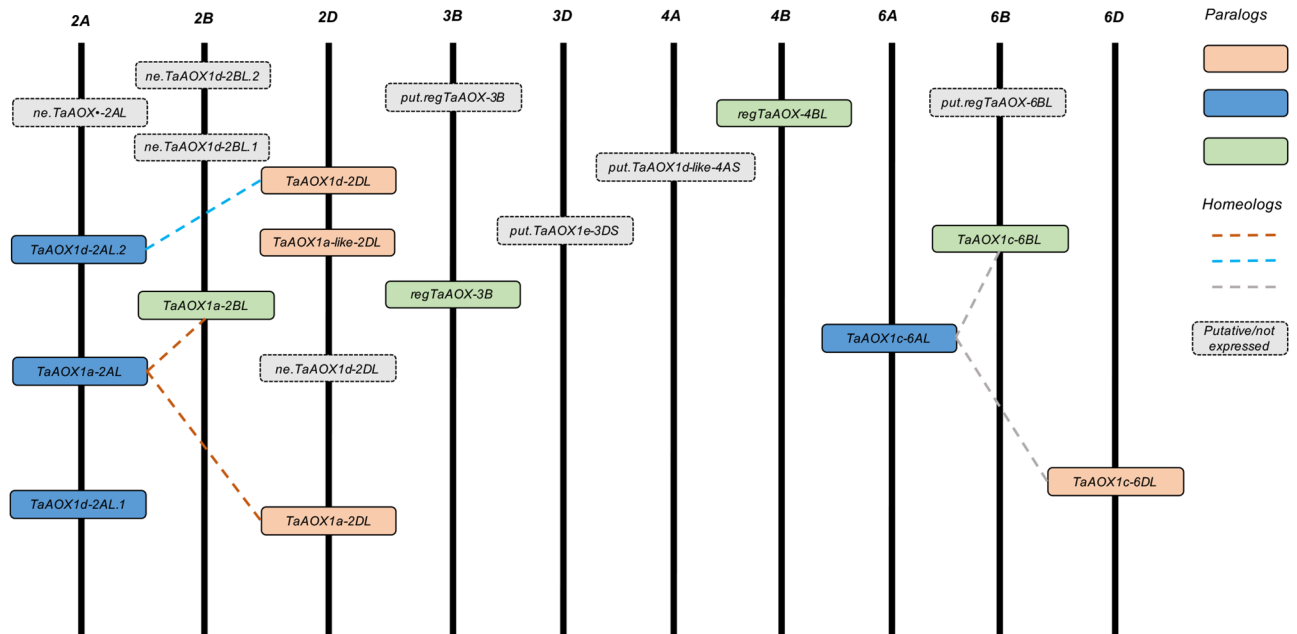 2A
2B
2D
3B
3D
4A
4B
6A
6B
6D
Paralogs
ne.TaAOX1d-2BL.2
put.regTaAOX-3B
put.regTaAOX-6BL
ne.TaAOX•-2AL
regTaAOX-4BL
ne.TaAOX1d-2BL.1
put.TaAOX1d-like-4AS
TaAOX1d-2DL
Homeologs
put.TaAOX1e-3DS
TaAOX1d-2AL.2
TaAOX1a-like-2DL
TaAOX1c-6BL
regTaAOX-3B
TaAOX1a-2BL
TaAOX1c-6AL
Putative/not
expressed
TaAOX1a-2AL
ne.TaAOX1d-2DL
TaAOX1c-6DL
TaAOX1d-2AL.1
TaAOX1a-2DL